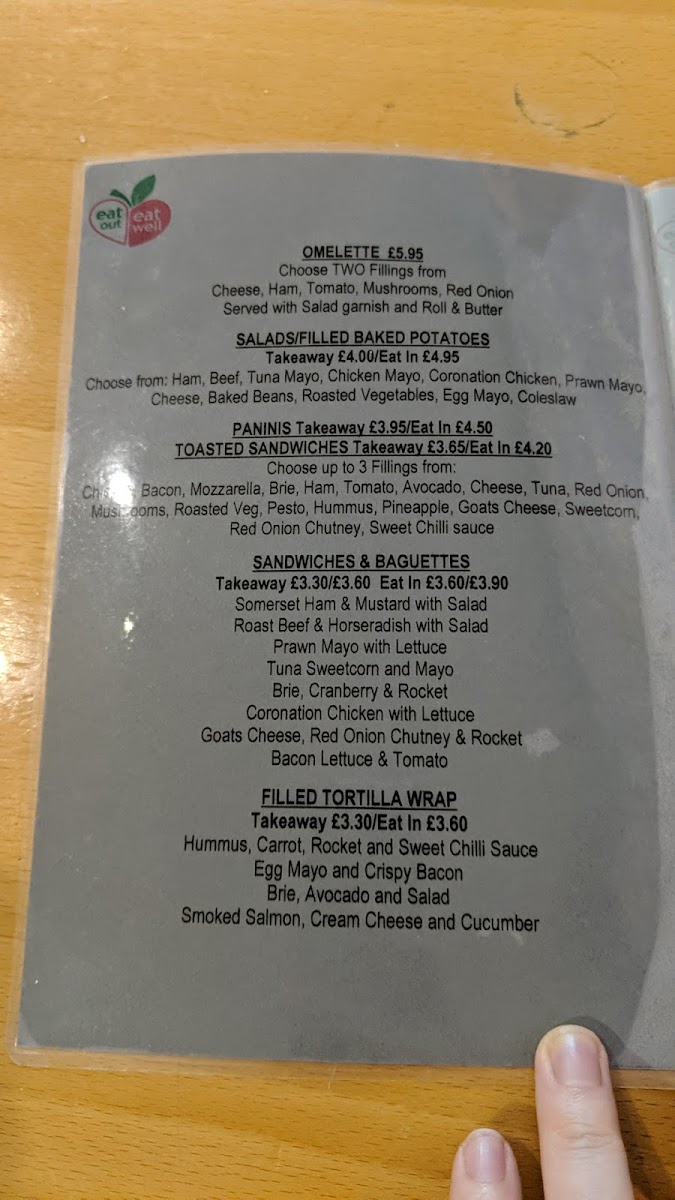 eat out eat well
OMELETTE £5.95
Choose TWO Fillings from
Cheese, Ham, Tomato, Mushrooms, Red Onion
Served with Salad garnish and Roll & Butter
SALADS/FILLED BAKED POTATOES
Takeaway £4.00/Eat In £4.95
Choose from: Ham, Beef, Tuna Mayo, Chicken Mayo, Coronation Chicken, Prawn Mayo,
Cheese, Baked Beans, Roasted Vegetables, Egg Mayo, Coleslaw
PANINIS Takeaway £3.95/Eat In £4.50
TOASTED SANDWICHES Takeaway £3.65/Eat In £4.20
Choose up to 3 Fillings from:
Bacon, Mozzarella, Brie, Ham, Tomato, Avocado, Cheese, Tuna, Red Onion,
Mushrooms, Roasted Veg, Pesto, Hummus, Pineapple, Goats Cheese, Sweetcorn,
Red Onion Chutney, Sweet Chilli sauce
SANDWICHES & BAGUETTES
Takeaway £3.30/£3.60 Eat In £3.60/£3.90
Somerset Ham & Mustard with Salad
Roast Beef & Horseradish with Salad
Prawn Mayo with Lettuce
Tuna Sweetcorn and Mayo
Brie, Cranberry & Rocket
Coronation Chicken with Lettuce
Goats Cheese, Red Onion Chutney & Rocket
Bacon Lettuce & Tomato
FILLED TORTILLA WRAP
Takeaway £3.30/Eat In £3.60
Hummus, Carrot, Rocket and Sweet Chilli Sauce
Egg Mayo and Crispy Bacon
Brie, Avocado and Salad
Smoked Salmon, Cream Cheese and Cucumber